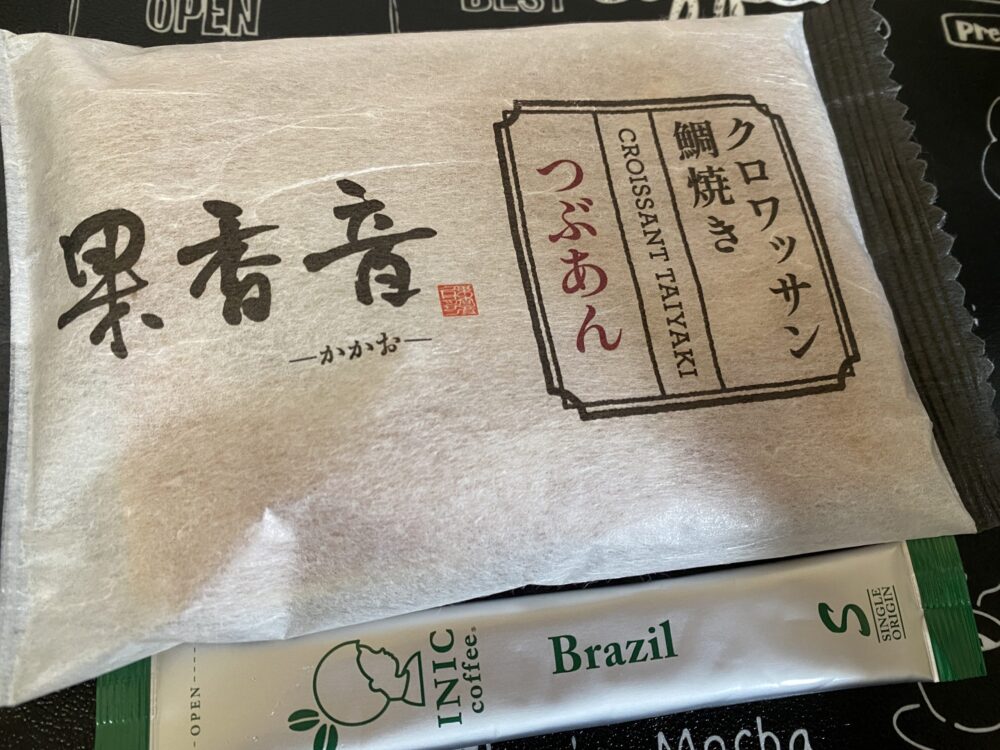 OPEN
BEST
Pre
クロワッサン
鯛焼き
CROISSANT TAIYAKI
つぶあん
果香音
—かかお—
OPEN
INIC
coffee®
Brazil
S
SINGLE
ORIGIN
Mocha